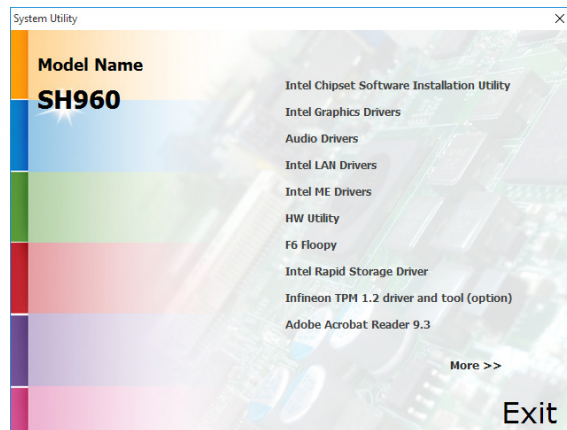 System Utility
Model Name
SH960
Intel Chipset Software Installation Utility
Intel Graphics Drivers
Audio Drivers
Intel LAN Drivers
Intel ME Drivers
HW Utility
F6 Floopy
Intel Rapid Storage Driver
Infineon TPM 1.2 driver and tool (option)
Adobe Acrobat Reader 9.3
More >>
Exit